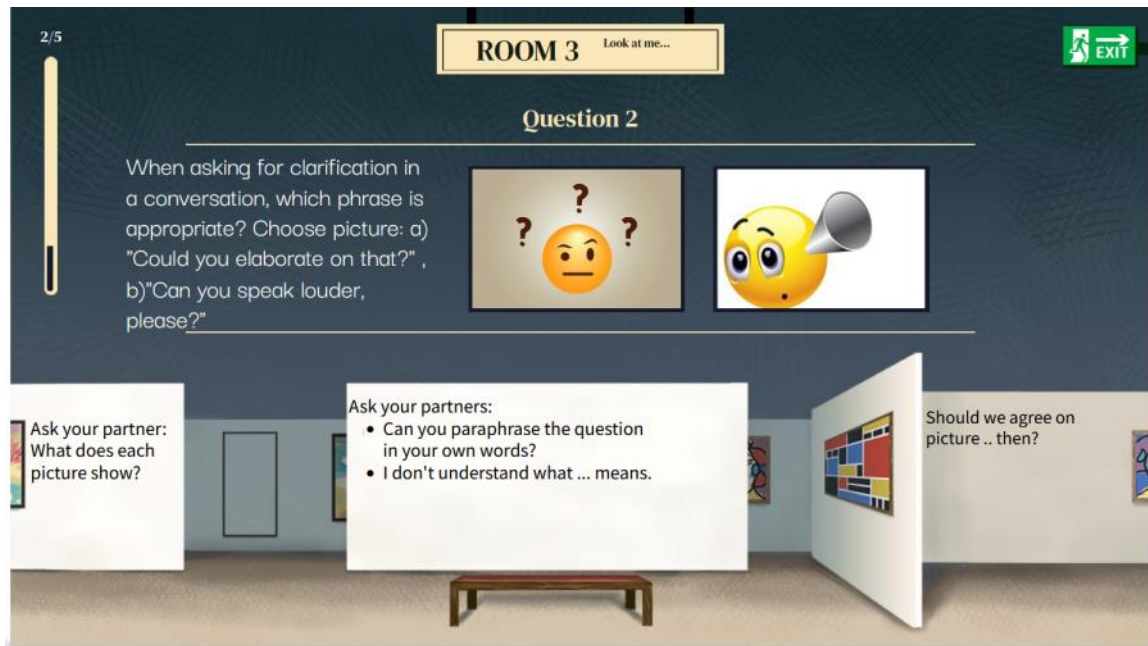 2/5
ROOM 3
Look at me...
EXIT
Question 2
When asking for clarification in
a conversation, which phrase is
appropriate? Choose picture: a)
"Could you elaborate on that?" ,
b)"Can you speak louder,
please?"
? ? ?
Ask your partner:
What does each
picture show?
Ask your partners:
• Can you paraphrase the question
in your own words?
• I don't understand what ... means.
Should we agree on
picture .. then?